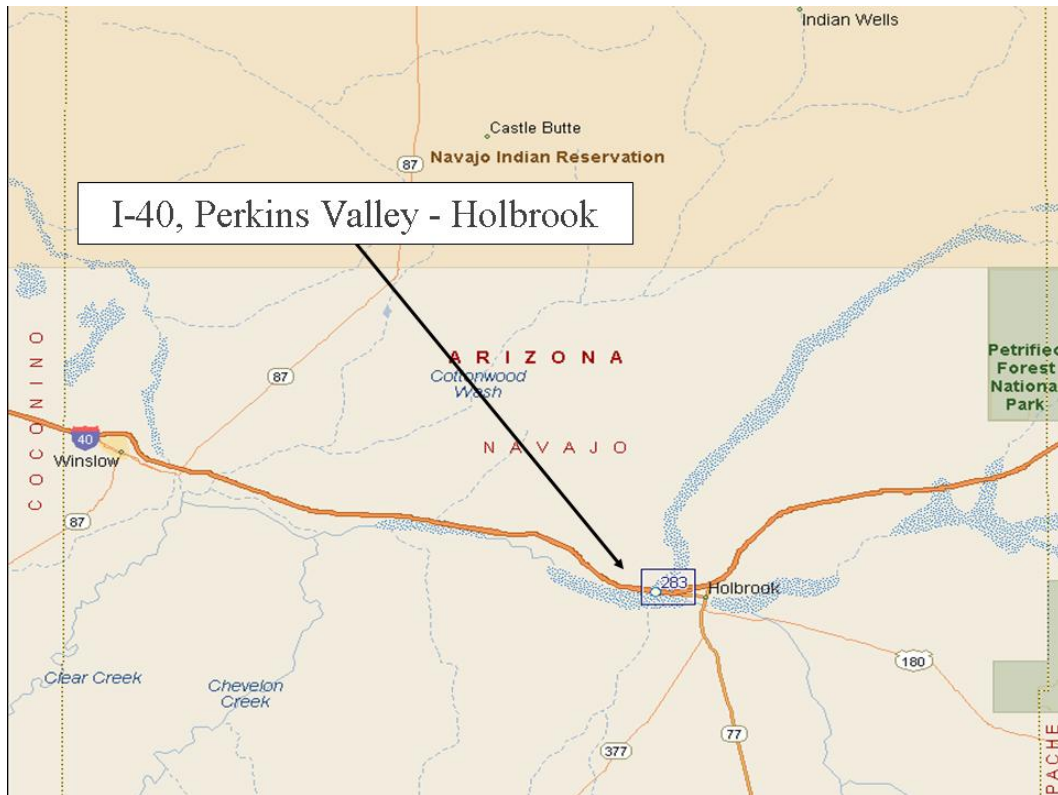 Indian Wells
Castle Butte
Navajo Indian Reservation
87
I-40, Perkins Valley - Holbrook
COCONINO
ARIZONA
87
Cottonwood
Wash
Petrified
Forest
National
Park
NAVAJO
40
Winslow
87
283
Holbrook
180
Clear Creek
Chevelon
Creek
77
377
PACHE